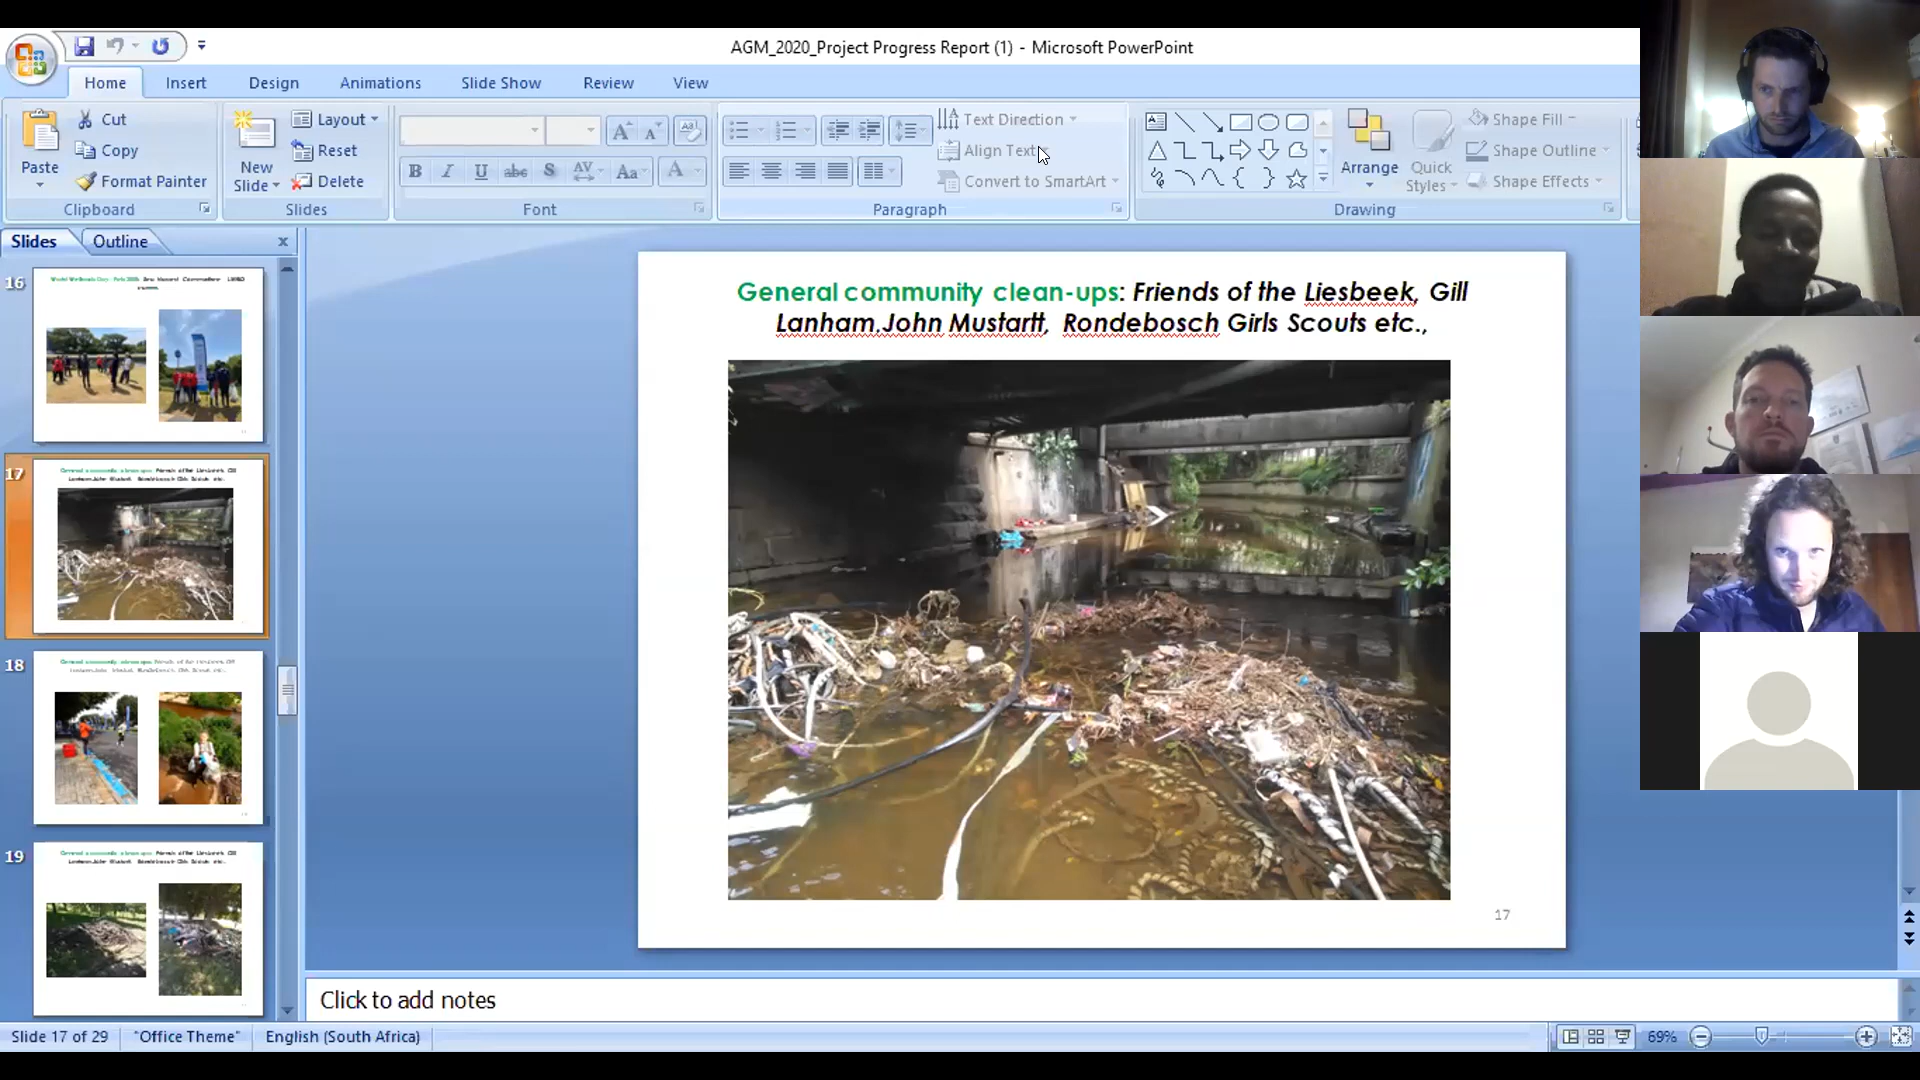 AGM_2020_Project Progress Report (1) - Microsoft PowerPoint
Home Insert Design Animations Slide Show Review View
Paste
Cut
Copy
Format Painter
Clipboard
New Slide
Layout
Reset
Delete
Slides
B I U abc S AV Aa A
Font
Text Direction
Align Text
Convert to SmartArt
Paragraph
Arrange
Quick Styles
Shape Fill
Shape Outline
Shape Effects
Drawing
Slides Outline
16
17
18
19
General community clean-ups: Friends of the Liesbeek, Gill
Lanham,John Mustartt, Rondebosch Girls Scouts etc.,
17
Click to add notes
Slide 17 of 29 "Office Theme" English (South Africa) 69%